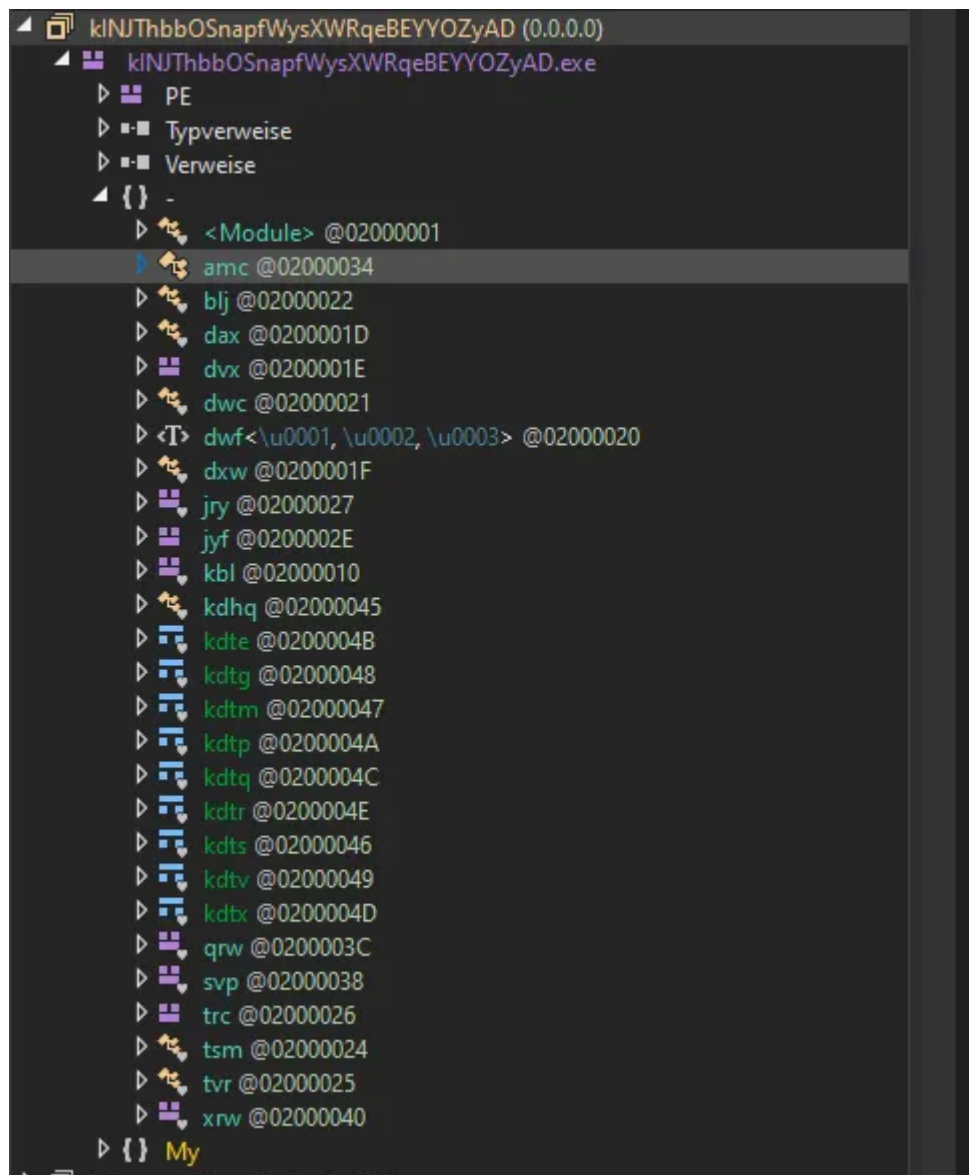 klNJThbbOSnapfWysXWRqeBEYYOZyAD (0.0.0.0)
klNJThbbOSnapfWysXWRqeBEYYOZyAD.exe
PE
Typverweise
Verweise
{ } -
<Module> @02000001
amc @02000034
blj @02000022
dax @0200001D
dvx @0200001E
dwc @02000021
<T> dwf<\u0001, \u0002, \u0003> @02000020
dxw @0200001F
jry @02000027
jyf @0200002E
kbl @02000010
kdhq @02000045
kdte @0200004B
kdtg @02000048
kdtm @02000047
kdtp @0200004A
kdtq @0200004C
kdtr @0200004E
kdts @02000046
kdtv @02000049
kdtx @0200004D
qrw @0200003C
svp @02000038
trc @02000026
tsm @02000024
tvr @02000025
xrw @02000040
{ } My